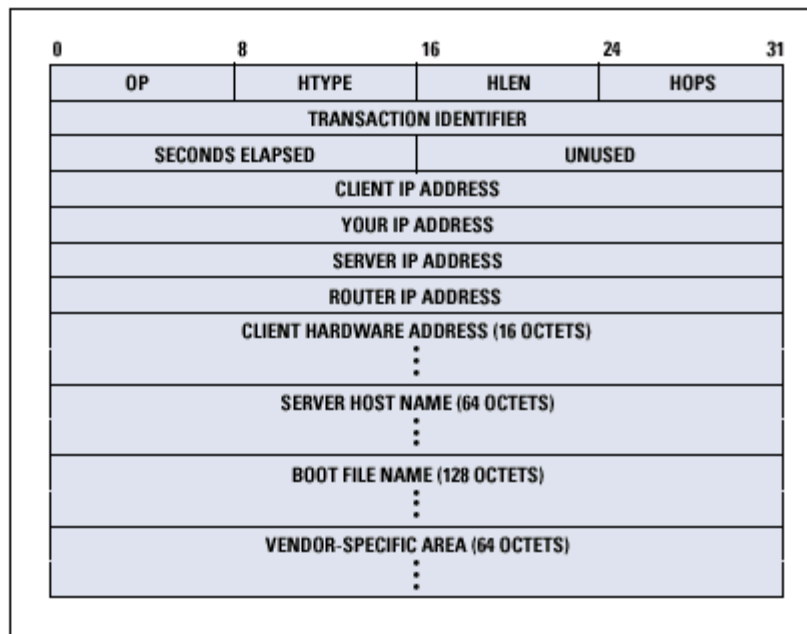 0 8 16 24 31
OP HTYPE HLEN HOPS
TRANSACTION IDENTIFIER
SECONDS ELAPSED UNUSED
CLIENT IP ADDRESS
YOUR IP ADDRESS
SERVER IP ADDRESS
ROUTER IP ADDRESS
CLIENT HARDWARE ADDRESS (16 OCTETS)
SERVER HOST NAME (64 OCTETS)
BOOT FILE NAME (128 OCTETS)
VENDOR-SPECIFIC AREA (64 OCTETS)